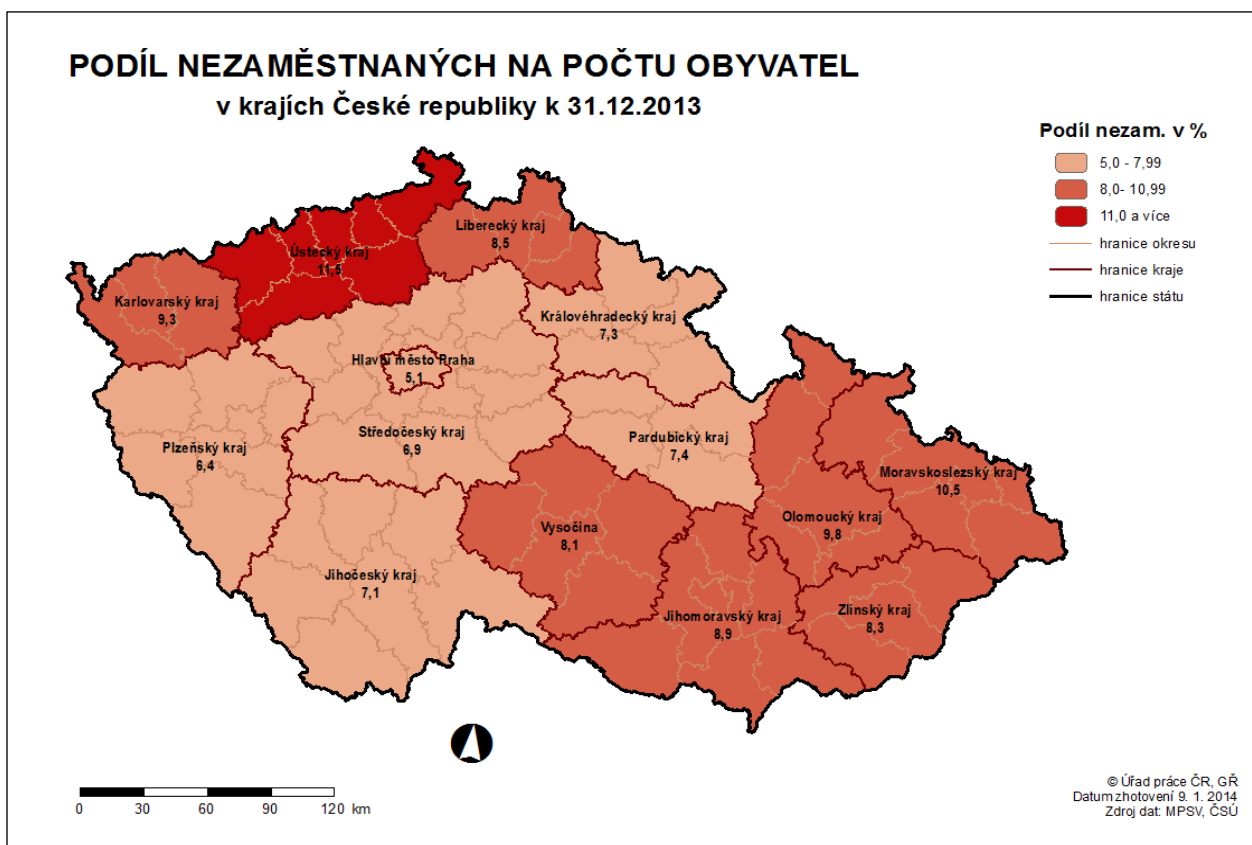 PODÍL NEZAMĚSTNANÝCH NA POČTU OBYVATEL
v krajích České republiky k 31.12.2013
Podíl nezam. v %
5,0 - 7,99
8,0- 10,99
11,0 a více
hranice okresu
hranice kraje
hranice státu
Liberecký kraj
8,5
Ústecký kraj
11,5
Karlovarský kraj
9,3
Královéhradecký kraj
7,3
Hlavní město Praha
5,1
Středočeský kraj
6,9
Pardubický kraj
7,4
Plzeňský kraj
6,4
Moravskoslezský kraj
10,5
Olomoucký kraj
9,8
Vysočina
8,1
Jihočeský kraj
7,1
Jihomoravský kraj
8,9
Zlínský kraj
8,3
0 30 60 90 120 km
© Úřad práce ČR, GŘ
Datum zhotovení 9. 1. 2014
Zdroj dat: MPSV, ČSÚ